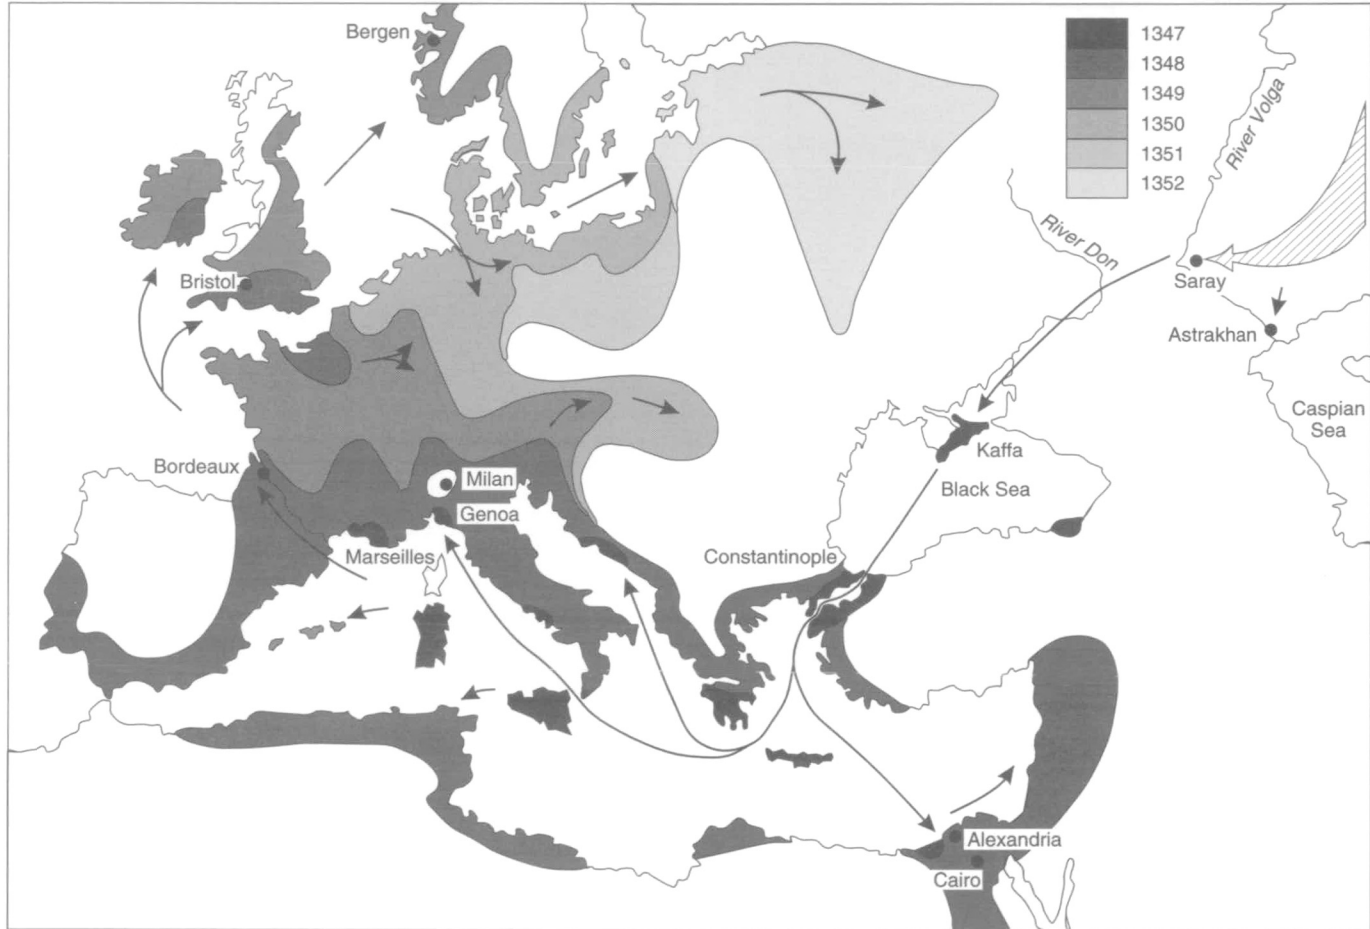 Bergen
1347
1348
1349
1350
1351
1352
River Volga
River Don
Bristol
Saray
Astrakhan
Caspian
Sea
Kaffa
Bordeaux
Milan
Black Sea
Genoa
Marseilles
Constantinople
Alexandria
Cairo